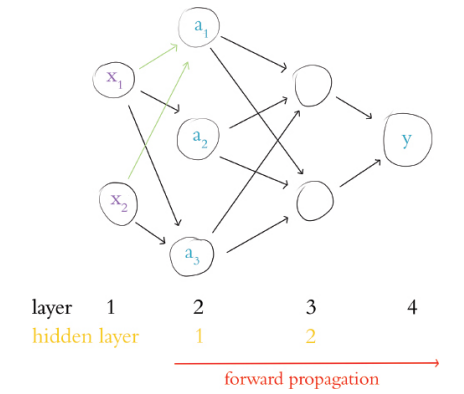 a1
x1
a2
y
x2
a3
layer 1 2 3 4
hidden layer 1 2
forward propagation